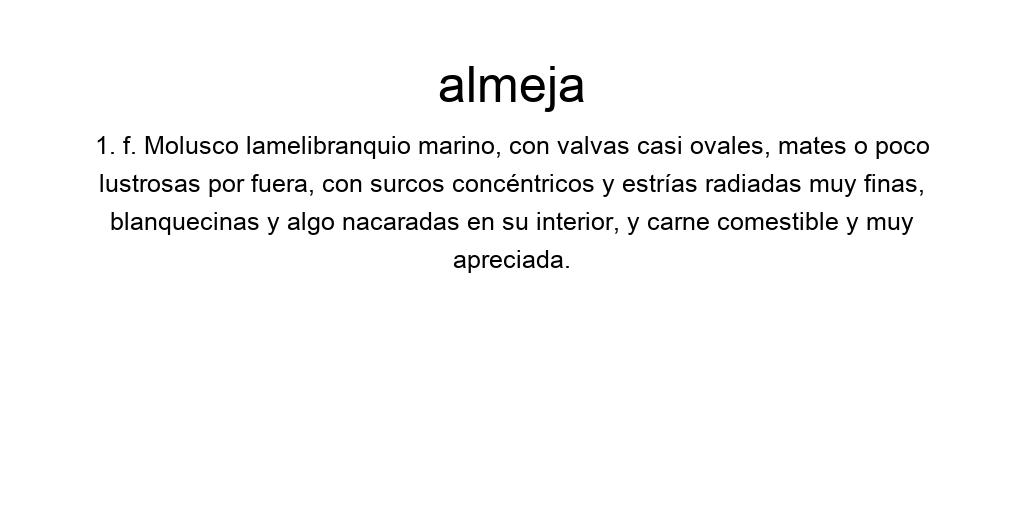 almeja
1. f. Molusco lamelibranquio marino, con valvas casi ovales, mates o poco
lustrosas por fuera, con surcos concéntricos y estrías radiadas muy finas,
blanquecinas y algo nacaradas en su interior, y carne comestible y muy
apreciada.